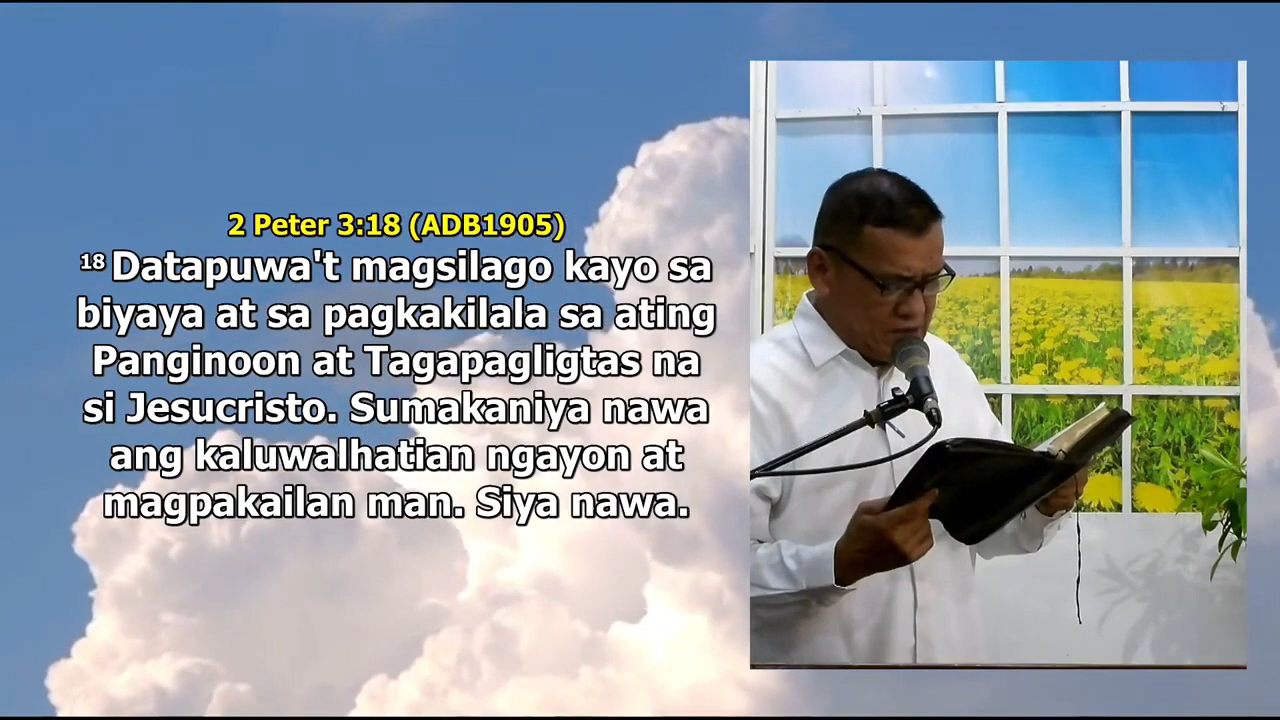 2 Peter 3:18 (ADB1905)
18 Datapuwa't magsilago kayo sa
biyaya at sa pagkakilala sa ating
Panginoon at Tagapagligtas na
si Jesucristo. Sumakaniya nawa
ang kaluwalhatian ngayon at
magpakailan man. Siya nawa.